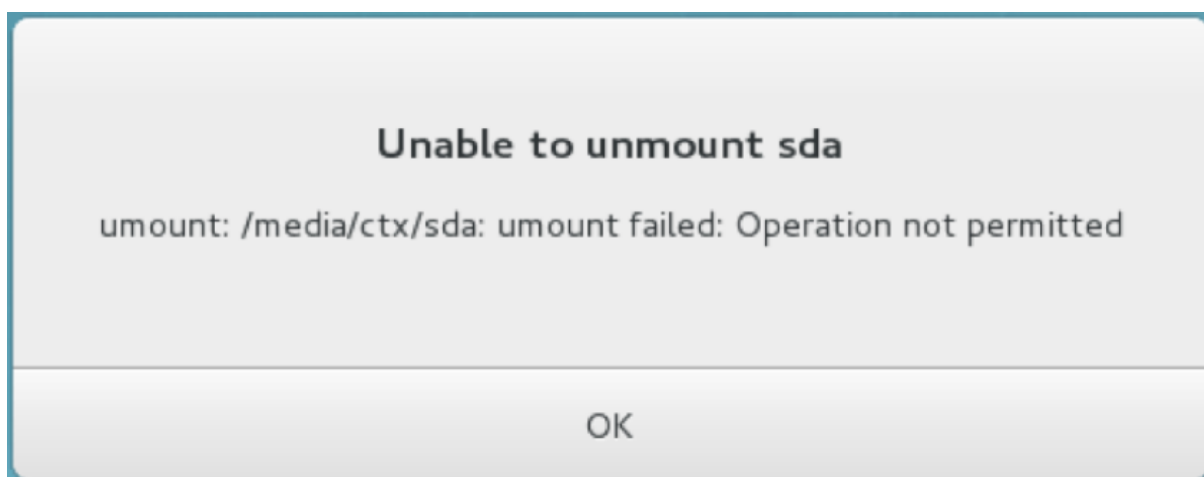 Unable to unmount sda
umount: /media/ctx/sda: umount failed: Operation not permitted
OK